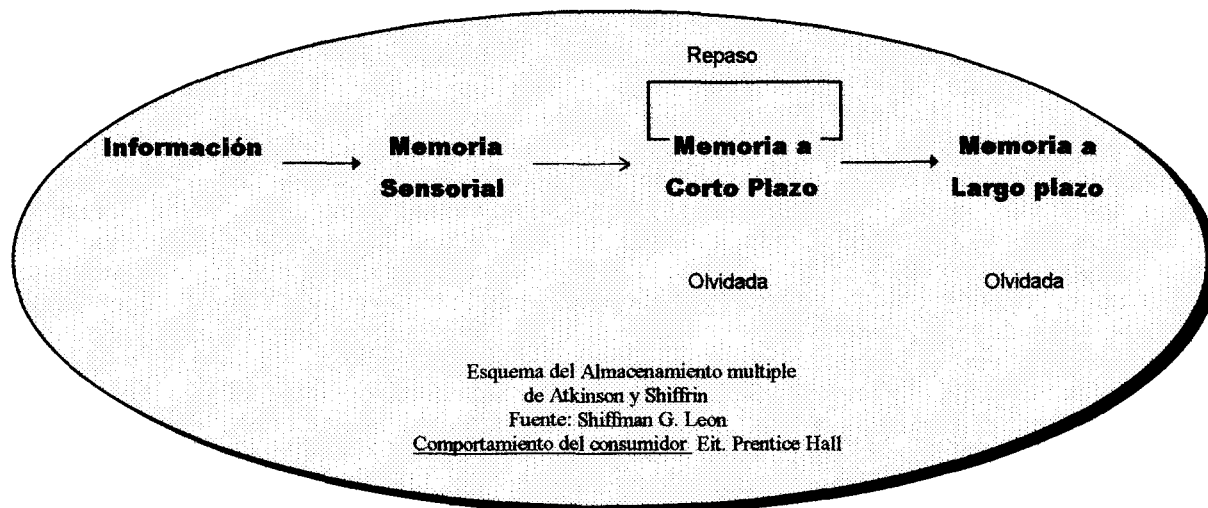 Repaso
Información Memoria Memoria a Memoria a
Sensorial Corto Plazo Largo plazo
Olvidada Olvidada
Esquema del Almacenamiento multiple
de Atkinson y Shiffrin
Fuente: Shiffman G. Leon
Comportamiento del consumidor Eit. Prentice Hall